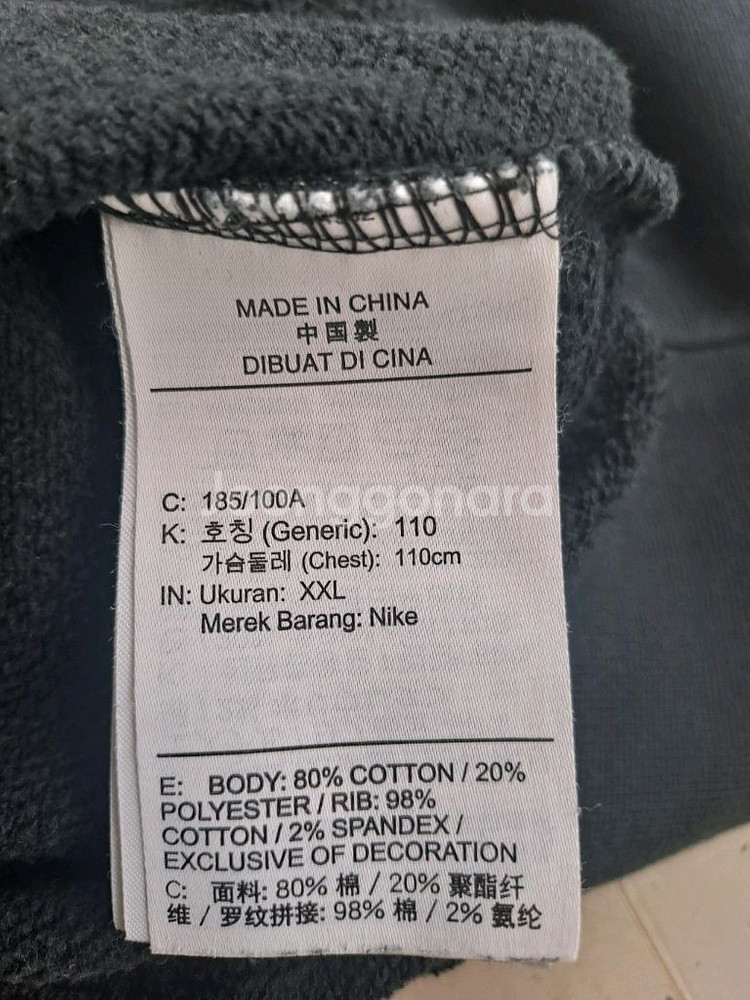 MADE IN CHINA
中国製
DIBUAT DI CINA
C: 185/100A
K: 호칭 (Generic): 110
가슴둘레 (Chest): 110cm
IN: Ukuran: XXL
Merek Barang: Nike
E: BODY: 80% COTTON / 20%
POLYESTER / RIB: 98%
COTTON / 2% SPANDEX /
EXCLUSIVE OF DECORATION
C: 面料: 80% 棉 / 20% 聚酯纤
维 / 罗纹拼接: 98% 棉 / 2% 氨纶